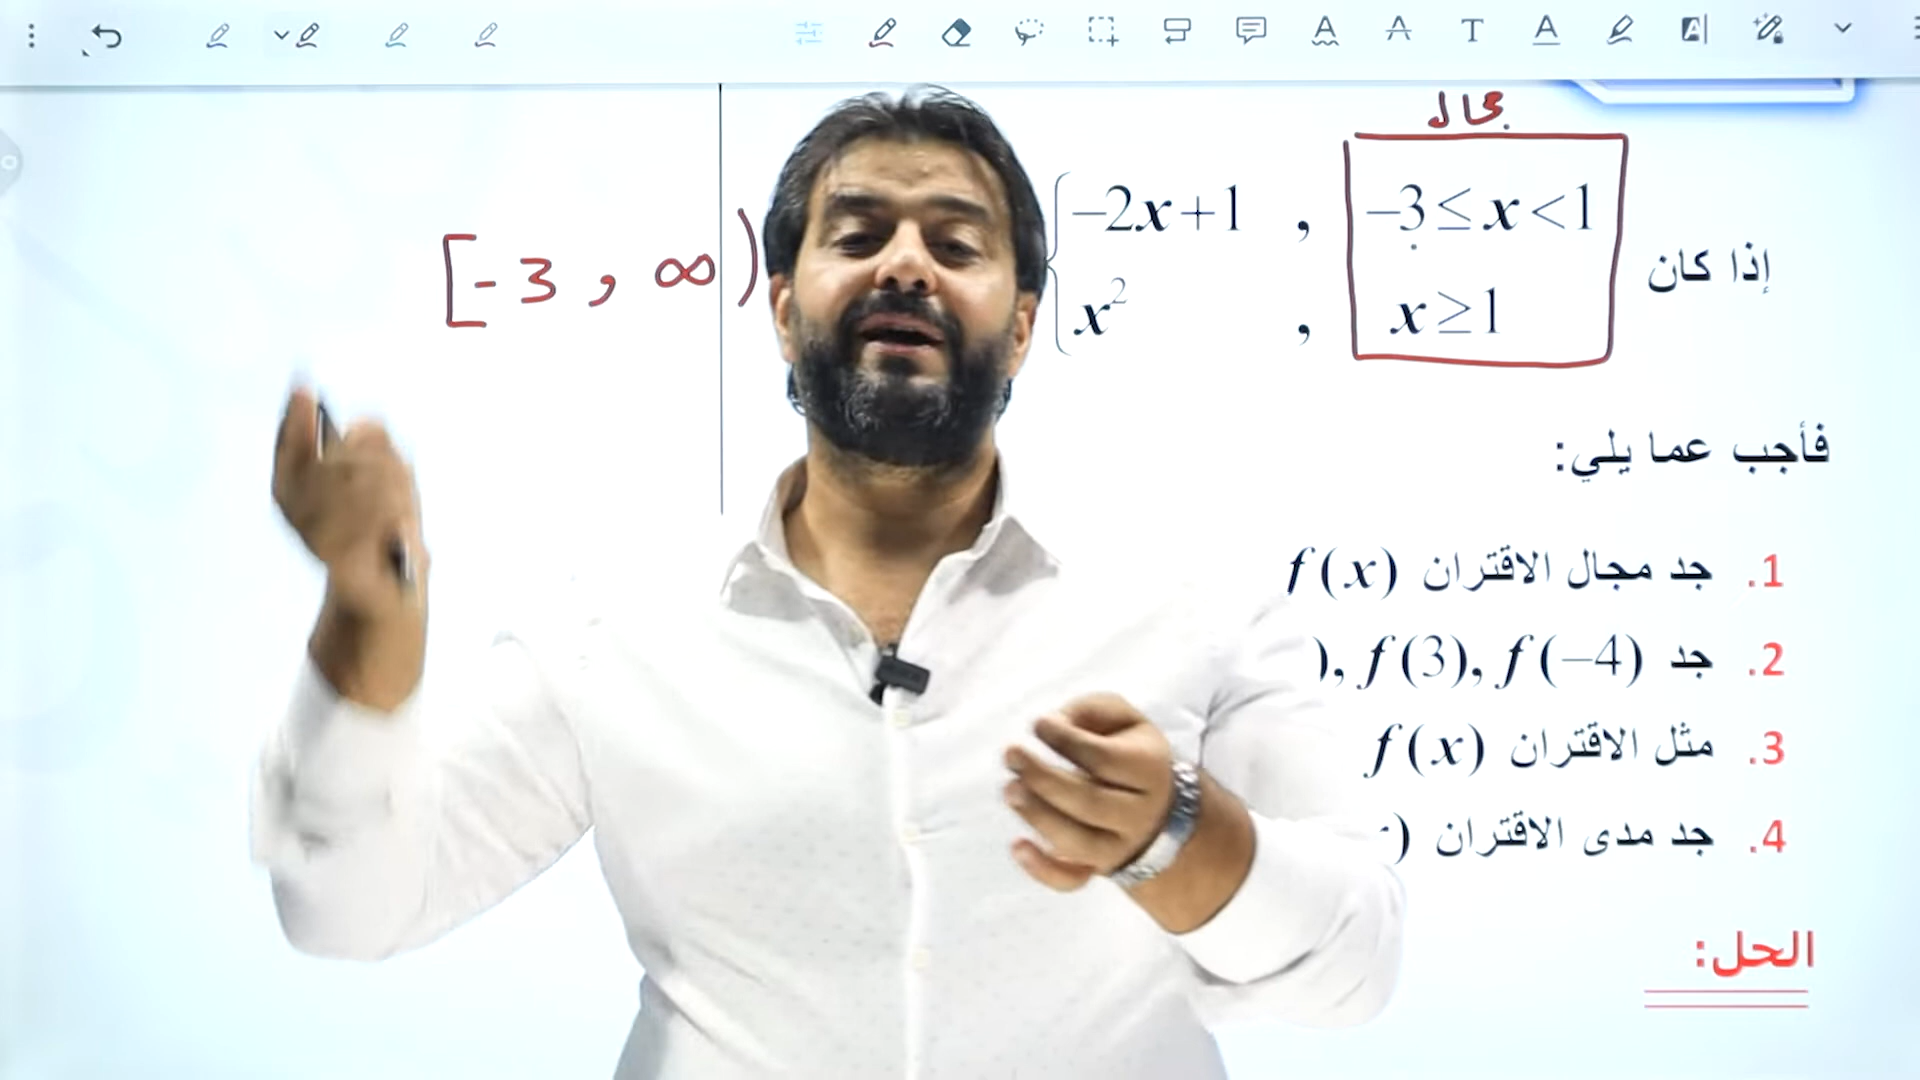 مجال
إذا كان
−2x+1 , −3≤x<1
x² , x≥1
[-3 , ∞)
فأجب عما يلي:
1. جد مجال الاقتران f(x)
2. جد ), f(3), f(−4)
3. مثل الاقتران f(x)
4. جد مدى الاقتران (
الحل: